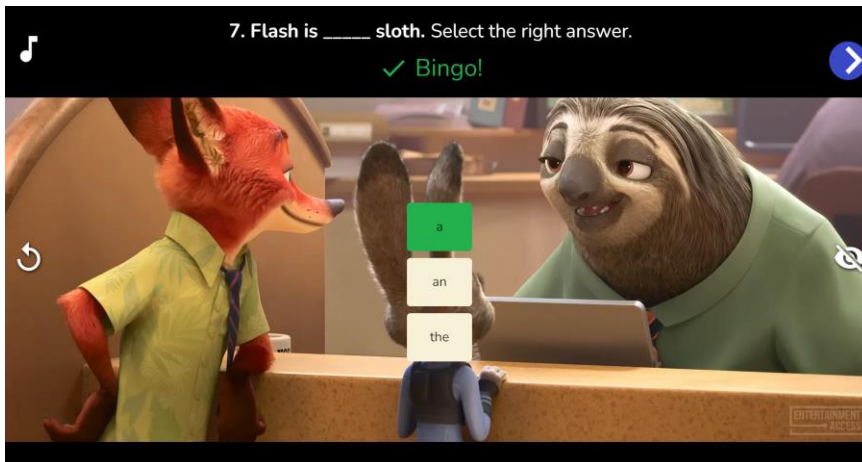 7. Flash is _____ sloth. Select the right answer.
✓ Bingo!
a
an
the
ENTERTAINMENT
ACCESS